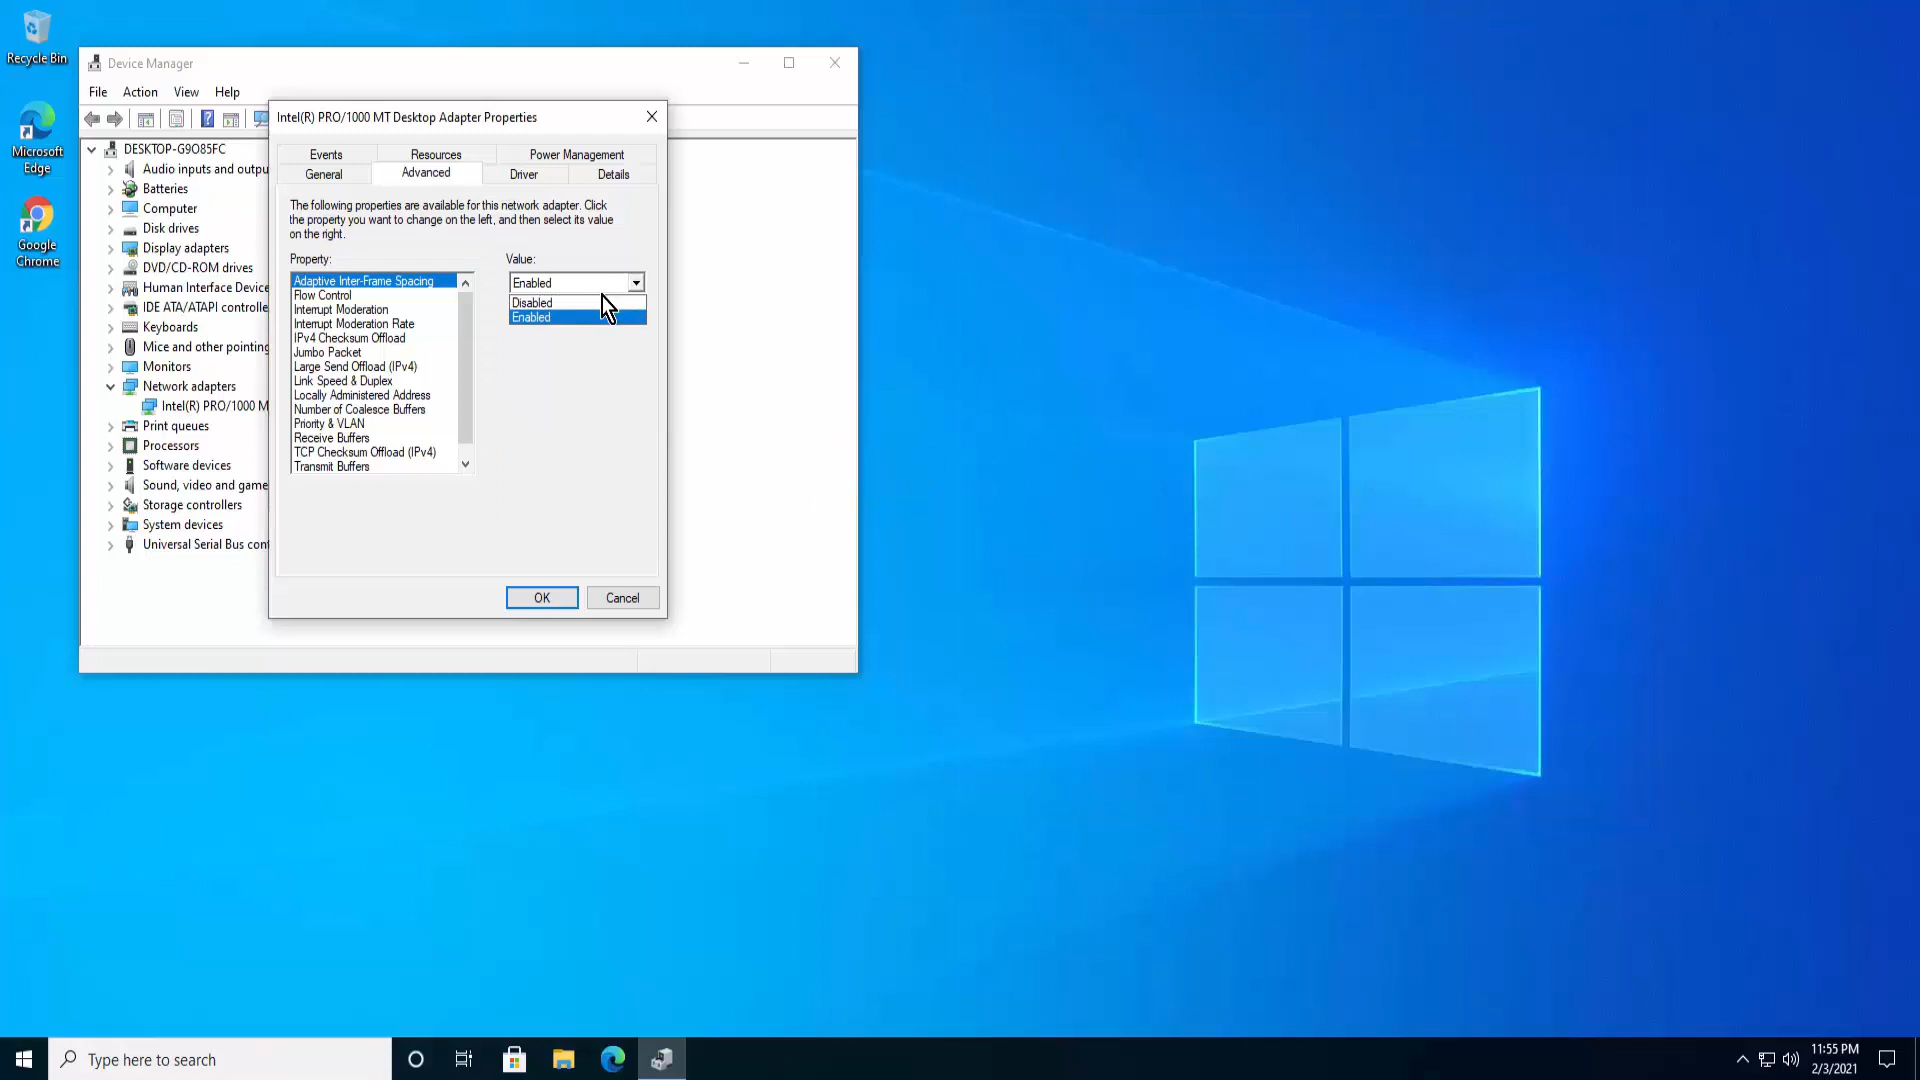 Recycle Bin
Microsoft
Edge
Google
Chrome
Device Manager
File Action View Help
DESKTOP-G9O85FC
Audio inputs and outpu
Batteries
Computer
Disk drives
Display adapters
DVD/CD-ROM drives
Human Interface Device
IDE ATA/ATAPI controlle
Keyboards
Mice and other pointing
Monitors
Network adapters
Intel(R) PRO/1000 M
Print queues
Processors
Software devices
Sound, video and game
Storage controllers
System devices
Universal Serial Bus con
Intel(R) PRO/1000 MT Desktop Adapter Properties
Events Resources Power Management
General Advanced Driver Details
The following properties are available for this network adapter. Click
the property you want to change on the left, and then select its value
on the right.
Property: Value:
Adaptive Inter-Frame Spacing
Flow Control
Interrupt Moderation
Interrupt Moderation Rate
IPv4 Checksum Offload
Jumbo Packet
Large Send Offload (IPv4)
Link Speed & Duplex
Locally Administered Address
Number of Coalesce Buffers
Priority & VLAN
Receive Buffers
TCP Checksum Offload (IPv4)
Transmit Buffers
Enabled
Disabled
Enabled
OK Cancel
Type here to search
11:55 PM
2/3/2021